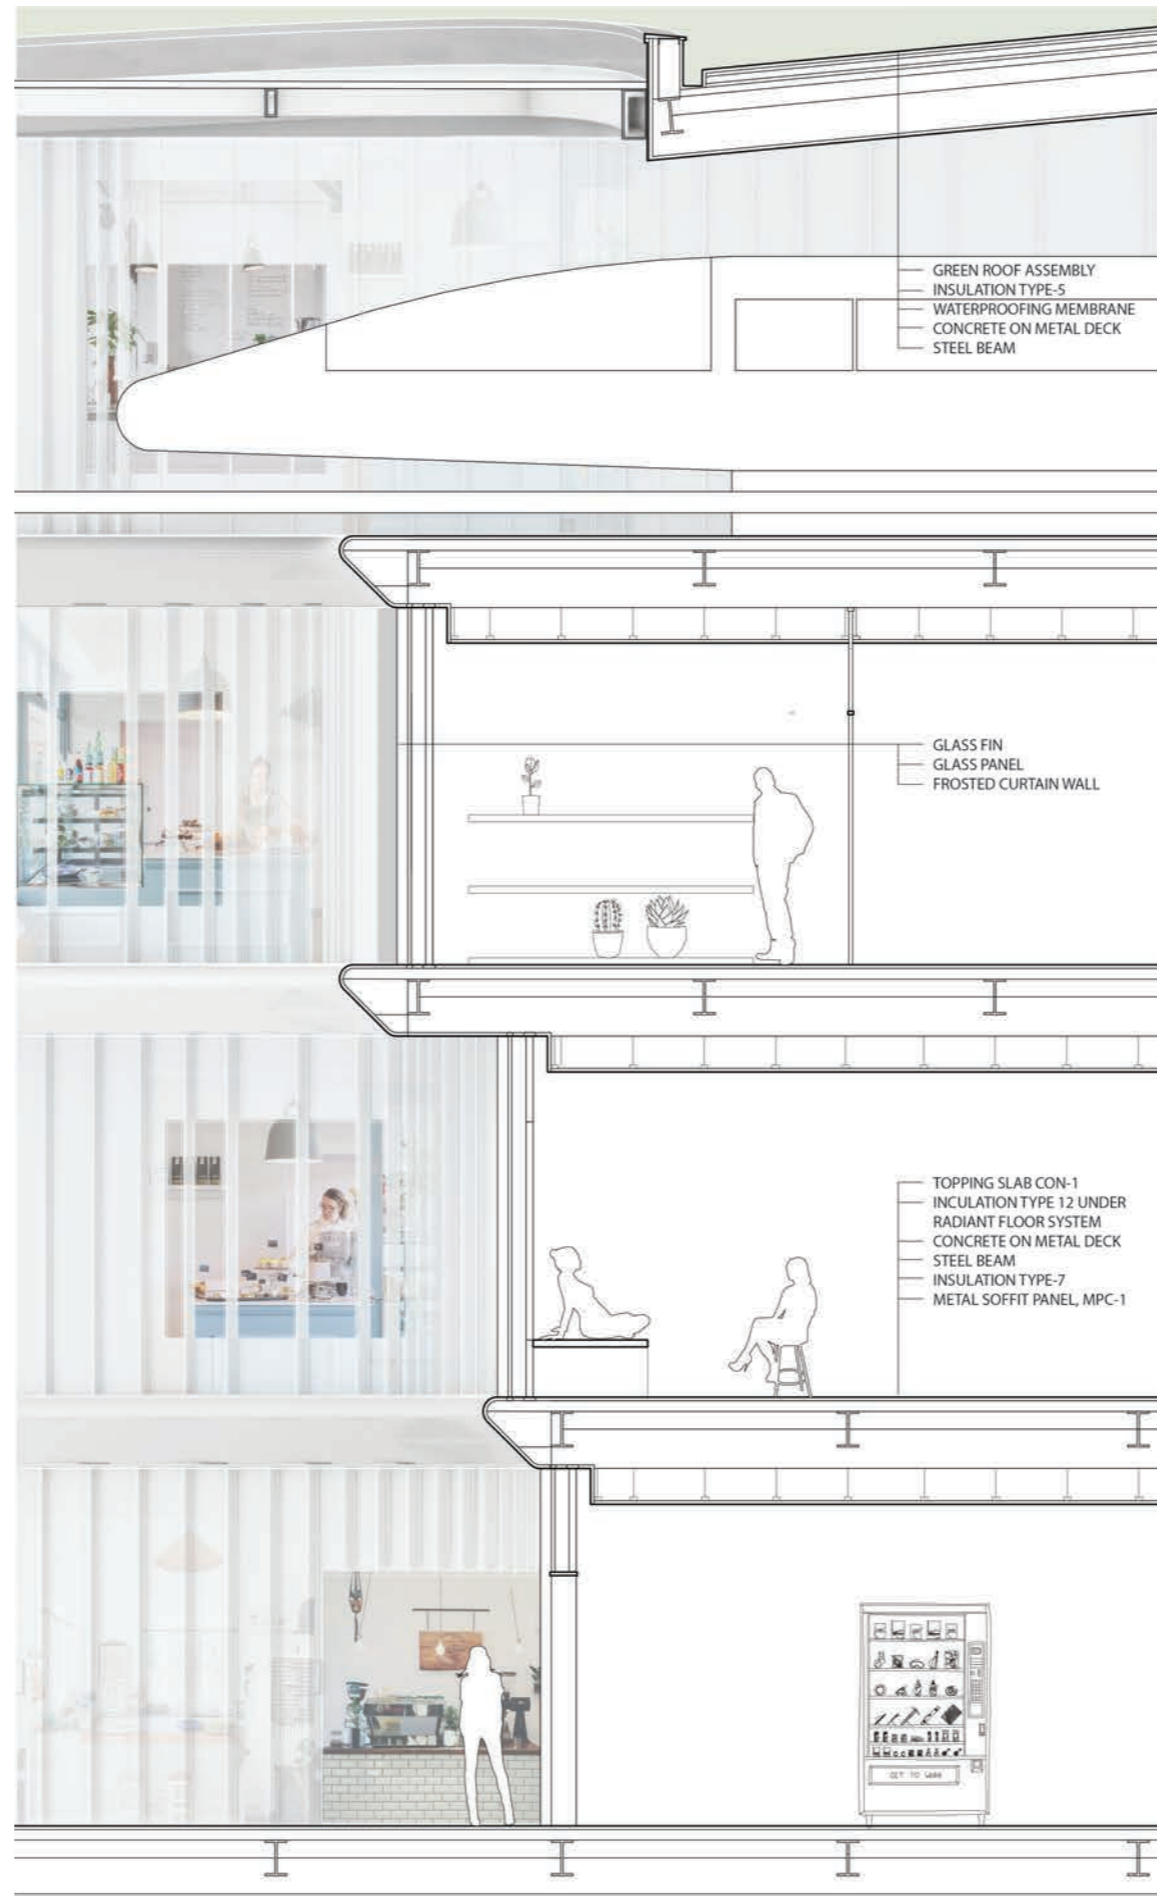 GREEN ROOF ASSEMBLY
INSULATION TYPE-5
WATERPROOFING MEMBRANE
CONCRETE ON METAL DECK
STEEL BEAM
GLASS FIN
GLASS PANEL
FROSTED CURTAIN WALL
TOPPING SLAB CON-1
INCULATION TYPE 12 UNDER
RADIANT FLOOR SYSTEM
CONCRETE ON METAL DECK
STEEL BEAM
INSULATION TYPE-7
METAL SOFFIT PANEL, MPC-1